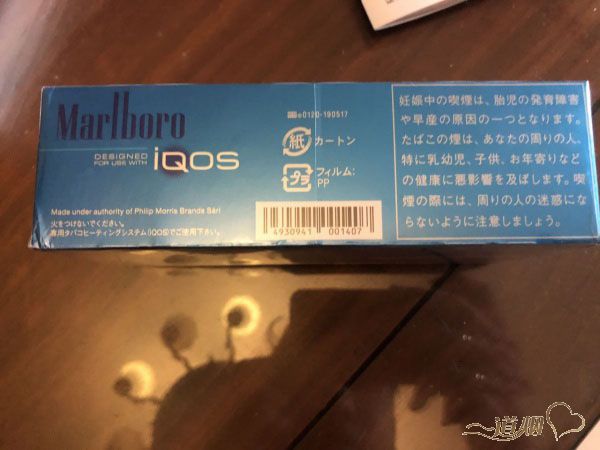 Marlboro
DESIGNED
FOR USE WITH
IQOS
Made under authority of Philip Morris Brands Sàrl
火をつけないでください。
専用タバコヒーティングシステム(IQOS)でご使用下さい。
0120-190517
紙
カートン
プラ
フィルム:
PP
4930941 001407
妊娠中の喫煙は、胎児の発育障害
や早産の原因の一つとなります。
たばこの煙は、あなたの周りの人、
特に乳幼児、子供、お年寄りなど
の健康に悪影響を及ぼします。喫
煙の際には、周りの人の迷惑にな
らないように注意しましょう。
一道烟